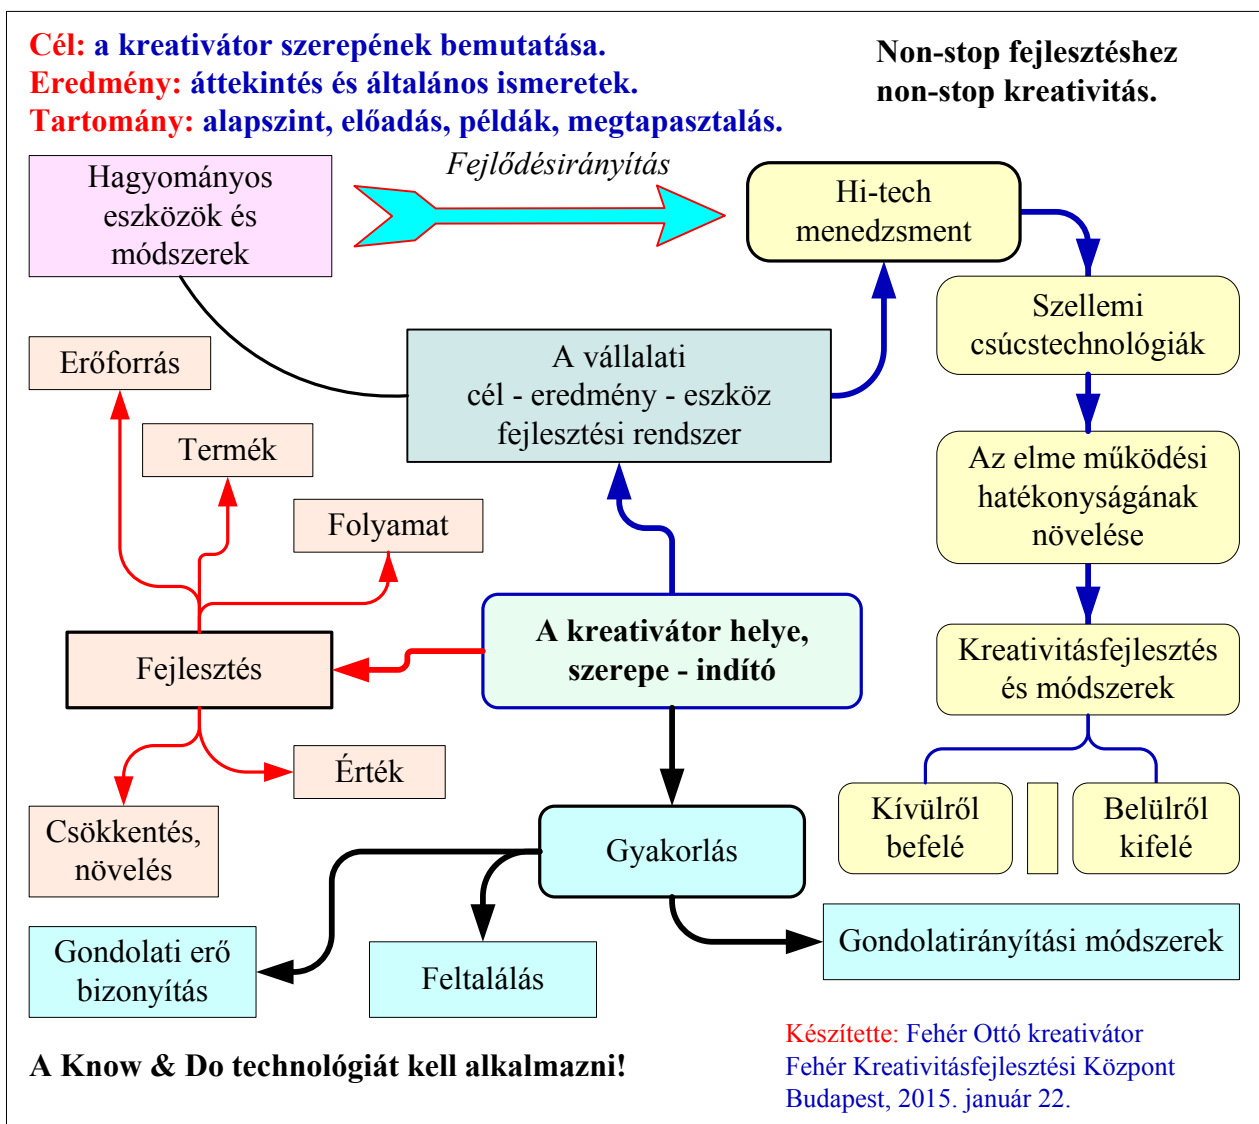 Cél: a kreativátor szerepének bemutatása.
Eredmény: áttekintés és általános ismeretek.
Tartomány: alapszint, előadás, példák, megtapasztalás.
Non-stop fejlesztéshez
non-stop kreativitás.
Hagyományos
eszközök és
módszerek
Fejlődésirányítás
Hi-tech
menedzsment
Szellemi
csúcstechnológiák
Erőforrás
A vállalati
cél - eredmény - eszköz
fejlesztési rendszer
Termék
Az elme működési
hatékonyságának
növelése
Folyamat
A kreativátor helye,
szerepe - indító
Fejlesztés
Kreativitásfejlesztés
és módszerek
Érték
Csökkentés,
növelés
Gyakorlás
Kívülről
befelé
Belülről
kifelé
Gondolati erő
bizonyítás
Feltalálás
Gondolatirányítási módszerek
A Know & Do technológiát kell alkalmazni!
Készítette: Fehér Ottó kreativátor
Fehér Kreativitásfejlesztési Központ
Budapest, 2015. január 22.